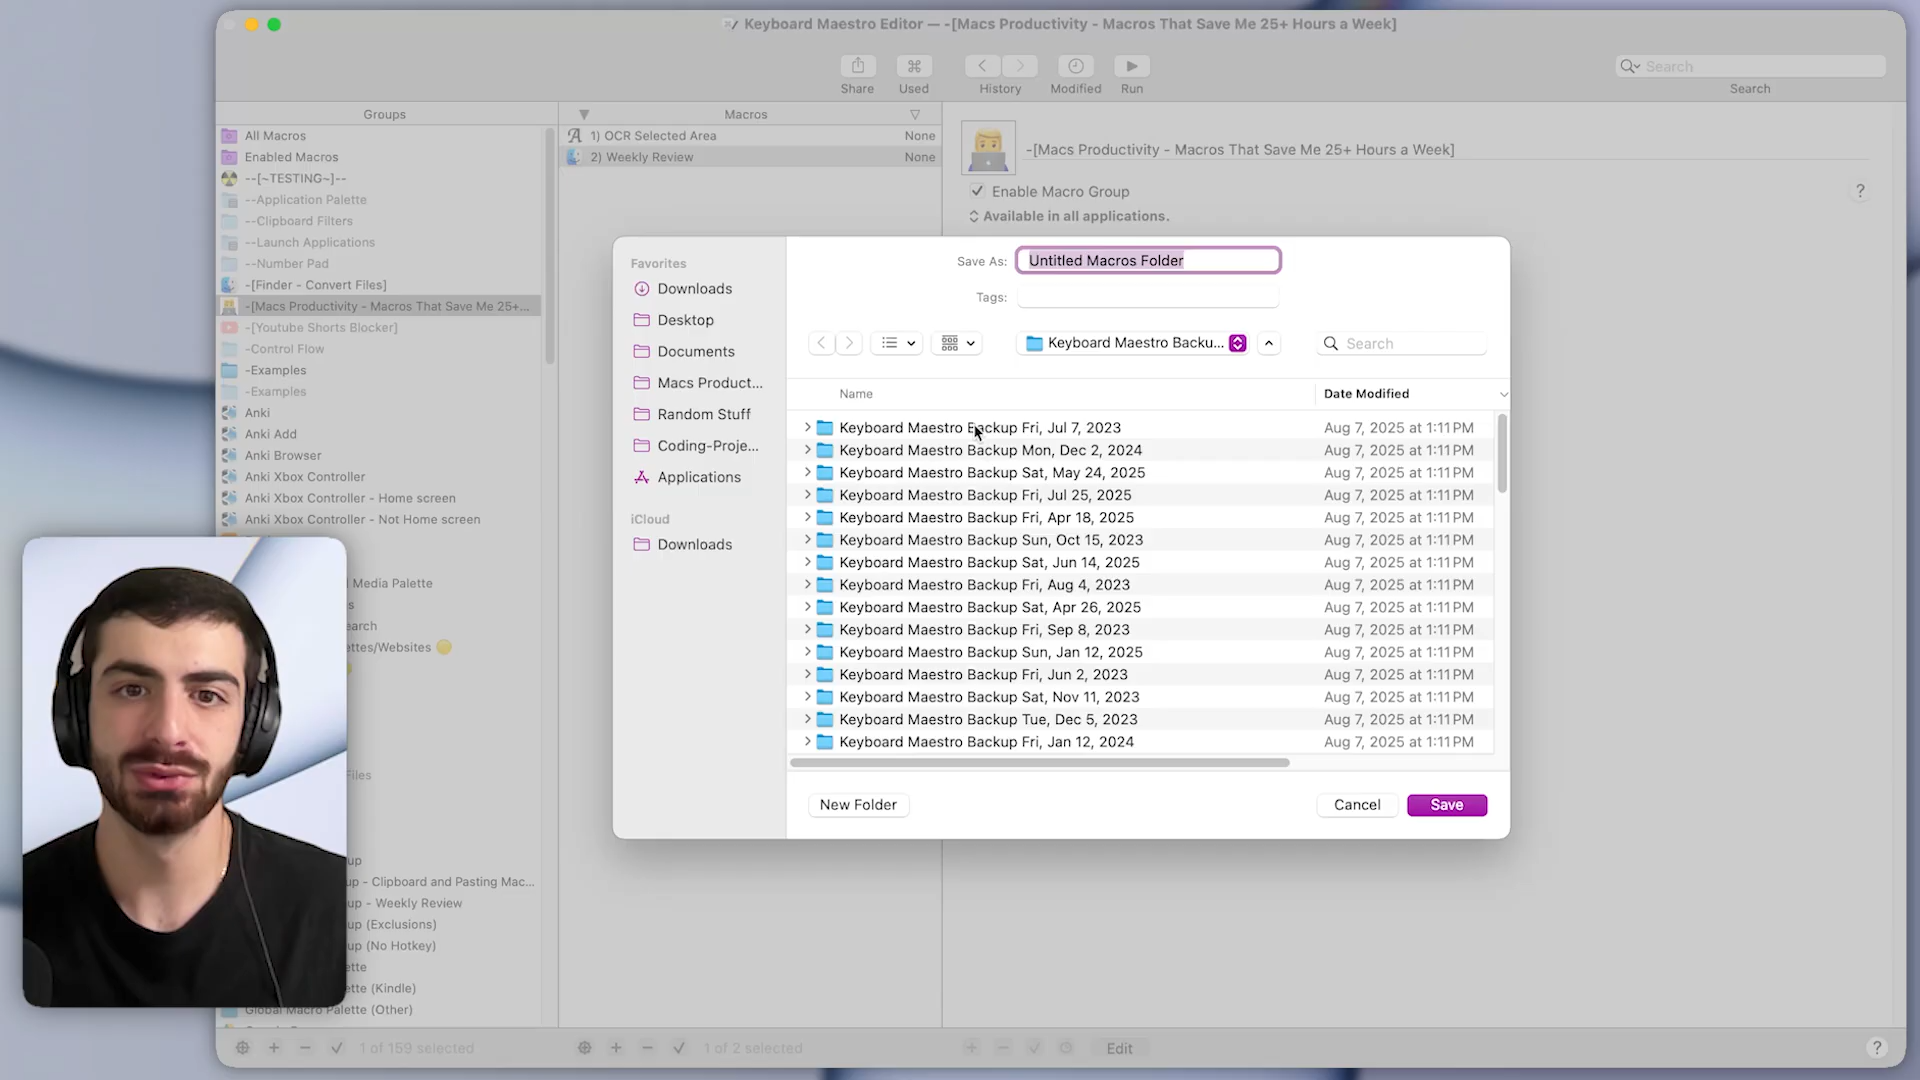 Keyboard Maestro Editor — -[Macs Productivity - Macros That Save Me 25+ Hours a Week]
Share
Used
History
Modified
Run
Search
Search
Groups
All Macros
Enabled Macros
--[~TESTING~]--
--Application Palette
--Clipboard Filters
--Launch Applications
--Number Pad
-[Finder - Convert Files]
-[Macs Productivity - Macros That Save Me 25+...
-[Youtube Shorts Blocker]
-Control Flow
-Examples
-Examples
Anki
Anki Add
Anki Browser
Anki Xbox Controller
Anki Xbox Controller - Home screen
Anki Xbox Controller - Not Home screen
Media Palette
earch
ettes/Websites
Files
up
up - Clipboard and Pasting Mac...
up - Weekly Review
up (Exclusions)
up (No Hotkey)
tte
tte (Kindle)
Global Macro Palette (Other)
1 of 159 selected
Macros
1) OCR Selected Area None
2) Weekly Review None
1 of 2 selected
-[Macs Productivity - Macros That Save Me 25+ Hours a Week]
Enable Macro Group
?
Available in all applications.
Favorites
Downloads
Desktop
Documents
Macs Product...
Random Stuff
Coding-Proje...
Applications
iCloud
Downloads
Save As: Untitled Macros Folder
Tags:
Keyboard Maestro Backu...
Search
Name Date Modified
Keyboard Maestro Backup Fri, Jul 7, 2023 Aug 7, 2025 at 1:11 PM
Keyboard Maestro Backup Mon, Dec 2, 2024 Aug 7, 2025 at 1:11 PM
Keyboard Maestro Backup Sat, May 24, 2025 Aug 7, 2025 at 1:11 PM
Keyboard Maestro Backup Fri, Jul 25, 2025 Aug 7, 2025 at 1:11 PM
Keyboard Maestro Backup Fri, Apr 18, 2025 Aug 7, 2025 at 1:11 PM
Keyboard Maestro Backup Sun, Oct 15, 2023 Aug 7, 2025 at 1:11 PM
Keyboard Maestro Backup Sat, Jun 14, 2025 Aug 7, 2025 at 1:11 PM
Keyboard Maestro Backup Fri, Aug 4, 2023 Aug 7, 2025 at 1:11 PM
Keyboard Maestro Backup Sat, Apr 26, 2025 Aug 7, 2025 at 1:11 PM
Keyboard Maestro Backup Fri, Sep 8, 2023 Aug 7, 2025 at 1:11 PM
Keyboard Maestro Backup Sun, Jan 12, 2025 Aug 7, 2025 at 1:11 PM
Keyboard Maestro Backup Fri, Jun 2, 2023 Aug 7, 2025 at 1:11 PM
Keyboard Maestro Backup Sat, Nov 11, 2023 Aug 7, 2025 at 1:11 PM
Keyboard Maestro Backup Tue, Dec 5, 2023 Aug 7, 2025 at 1:11 PM
Keyboard Maestro Backup Fri, Jan 12, 2024 Aug 7, 2025 at 1:11 PM
New Folder
Cancel
Save
Edit
?